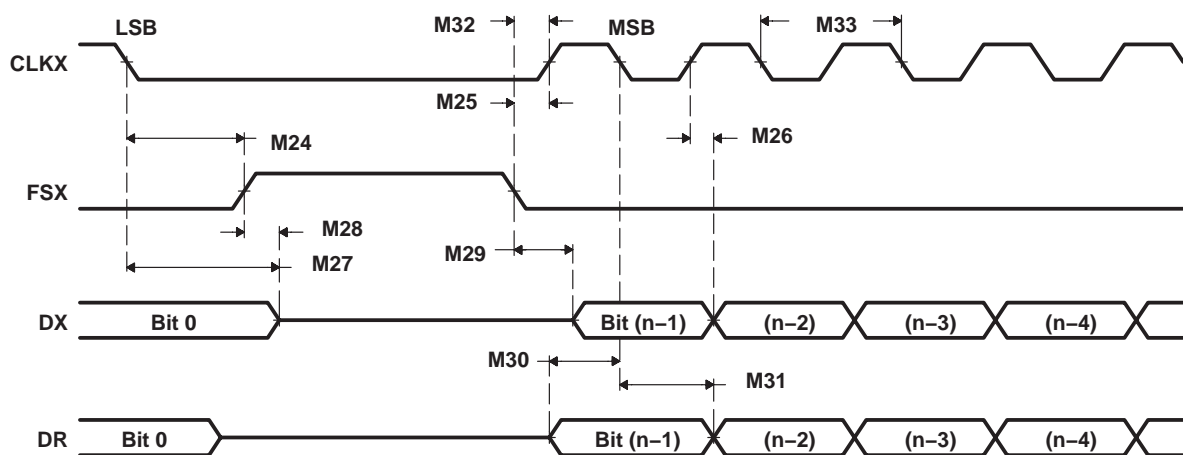 LSB
M32
MSB
M33
CLKX
M25
M24
M26
FSX
M28
M29
M27
DX
Bit 0
Bit (n–1)
(n–2)
(n–3)
(n–4)
M30
M31
DR
Bit 0
Bit (n–1)
(n–2)
(n–3)
(n–4)